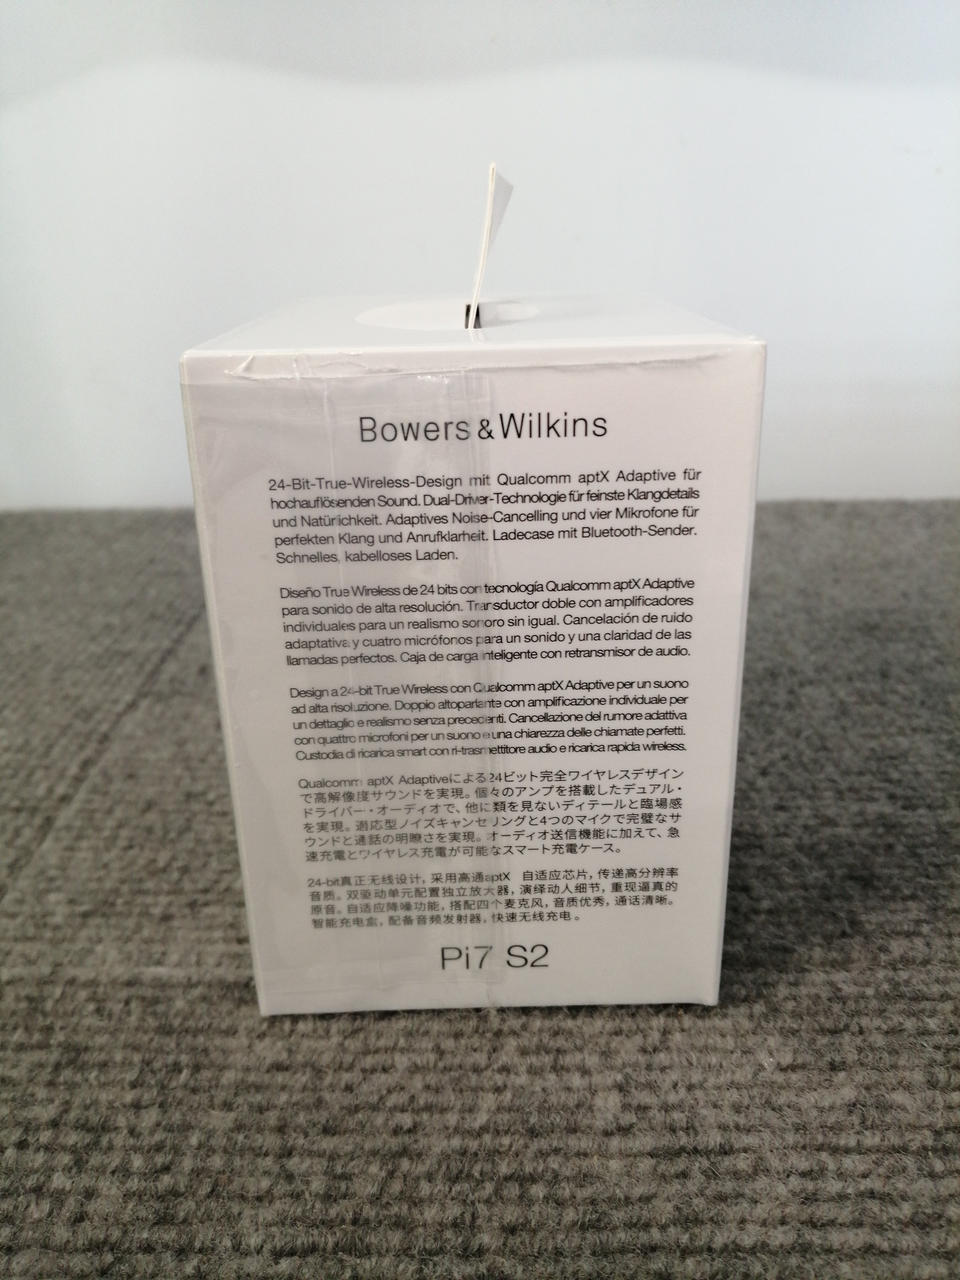 Bowers & Wilkins
24-Bit-True-Wireless-Design mit Qualcomm aptX Adaptive für
hochauflösenden Sound. Dual-Driver-Technologie für feinste Klangdetails
und Natürlichkeit. Adaptives Noise-Cancelling und vier Mikrofone für
perfekten Klang und Anrufklarheit. Ladecase mit Bluetooth-Sender.
Schnelles, kabelloses Laden.
Diseño True Wireless de 24 bits con tecnología Qualcomm aptX Adaptive
para sonido de alta resolución. Transductor doble con amplificadores
individuales para un realismo sonoro sin igual. Cancelación de ruido
adaptativa y cuatro micrófonos para un sonido y una claridad de las
llamadas perfectos. Caja de carga inteligente con retransmisor de audio.
Design a 24-bit True Wireless con Qualcomm aptX Adaptive per un suono
ad alta risoluzione. Doppio altoparlante con amplificazione individuale per
un dettaglio e realismo senza precedenti. Cancellazione del rumore adattiva
con quattro microfoni per un suono e una chiarezza delle chiamate perfetti.
Custodia di ricarica smart con ri-trasmettitore audio e ricarica rapida wireless.
Qualcomm aptX Adaptiveによる24ビット完全ワイヤレスデザイン
で高解像度サウンドを実現。個々のアンプを搭載したデュアル・
ドライバー・オーディオで、他に類を見ないディテールと臨場感
を実現。適応型ノイズキャンセリングと4つのマイクで完璧なサ
ウンドと通話の明瞭さを実現。オーディオ送信機能に加えて、急
速充電とワイヤレス充電が可能なスマート充電ケース。
24-bit真正无线设计，采用高通aptX 自适应芯片，传递高分辨率
音质。双驱动单元配置独立放大器，演绎动人细节，重现逼真的
原音。自适应降噪功能，搭配四个麦克风，音质优秀，通话清晰。
智能充电盒，配备音频发射器，快速无线充电。
Pi7 S2